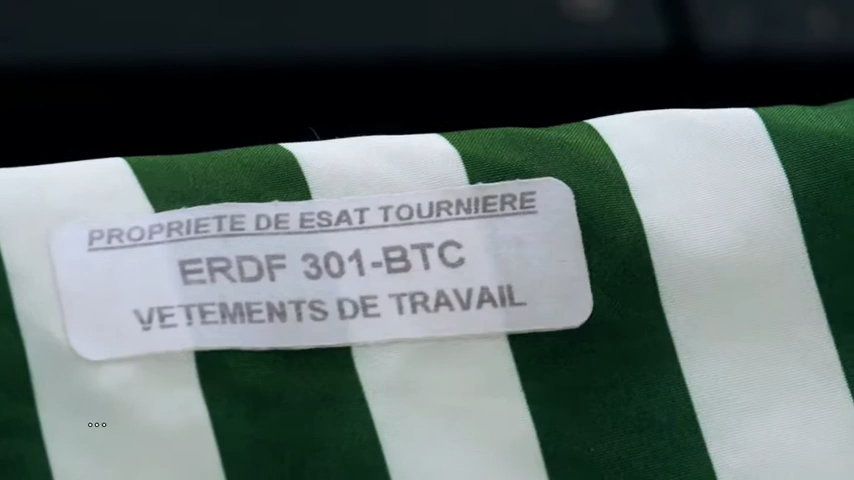 PROPRIETE DE ESAT TOURNIERE
ERDF 301-BTC
VETEMENTS DE TRAVAIL